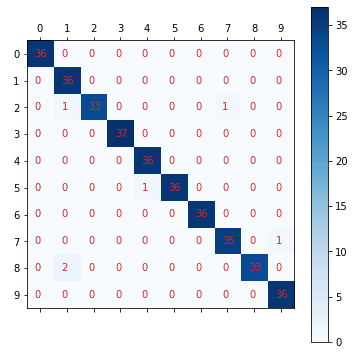 0 1 2 3 4 5 6 7 8 9
0 36 0 0 0 0 0 0 0 0 0
1 0 36 0 0 0 0 0 0 0 0
2 0 1 33 0 0 0 0 1 0 0
3 0 0 0 37 0 0 0 0 0 0
4 0 0 0 0 36 0 0 0 0 0
5 0 0 0 0 1 36 0 0 0 0
6 0 0 0 0 0 0 36 0 0 0
7 0 0 0 0 0 0 0 35 0 1
8 0 2 0 0 0 0 0 0 33 0
9 0 0 0 0 0 0 0 0 0 36
35
30
25
20
15
10
5
0